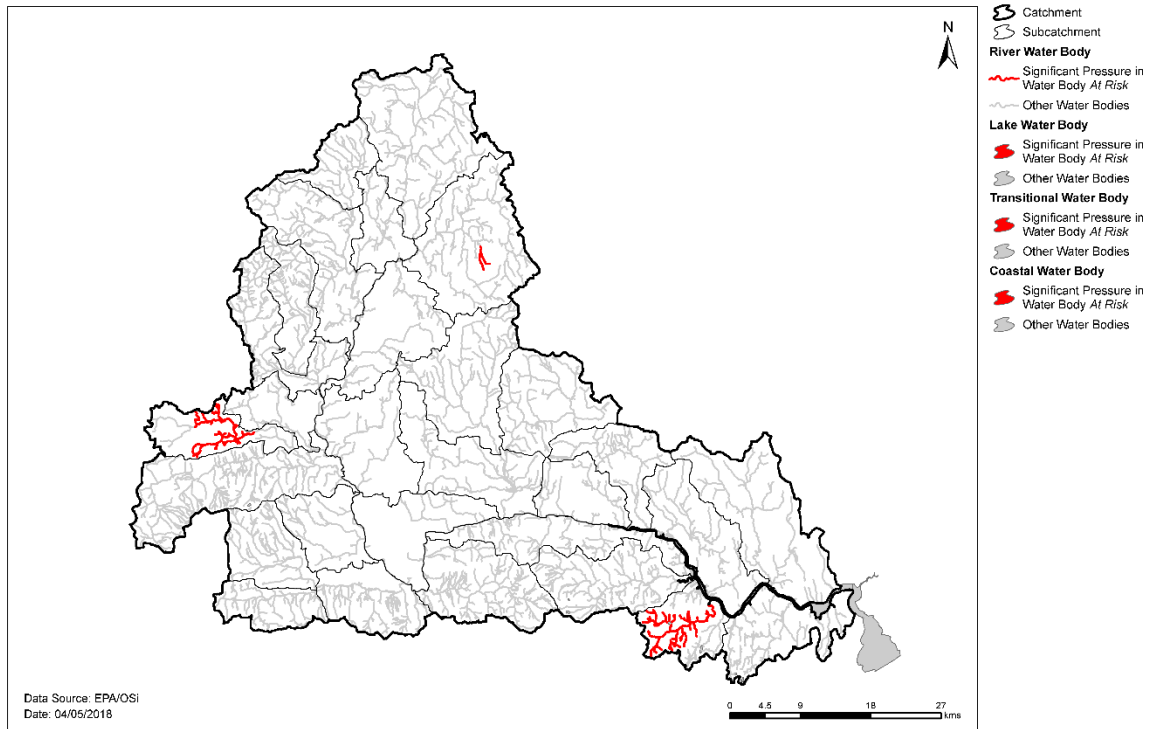 N
Catchment
Subcatchment
River Water Body
Significant Pressure in
Water Body At Risk
Other Water Bodies
Lake Water Body
Significant Pressure in
Water Body At Risk
Other Water Bodies
Transitional Water Body
Significant Pressure in
Water Body At Risk
Other Water Bodies
Coastal Water Body
Significant Pressure in
Water Body At Risk
Other Water Bodies
Data Source: EPA/OSi
Date: 04/05/2018
0 4.5 9 18 27
kms